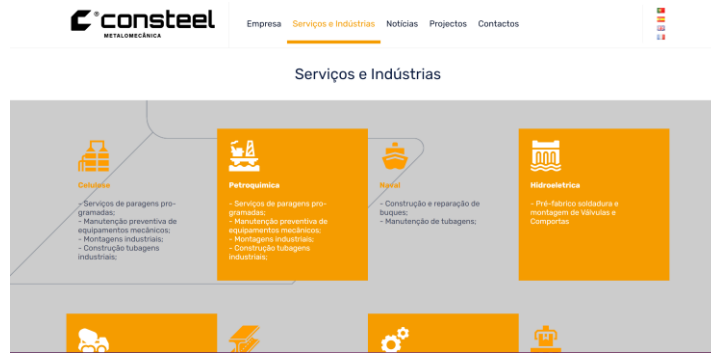 consteel
METALOMECÂNICA
Empresa Serviços e Indústrias Notícias Projectos Contactos
Serviços e Indústrias
Celulose
- Serviços de paragens pro-
gramadas;
- Manutenção preventiva de
equipamentos mecânicos;
- Montagens industriais;
- Construção tubagens
industriais;
Petroquímica
- Serviços de paragens pro-
gramadas;
- Manutenção preventiva de
equipamentos mecânicos;
- Montagens industriais;
- Construção tubagens
industriais;
Naval
- Construção e reparação de
buques;
- Manutenção de tubagens;
Hidroeletrica
- Pré-fabrico soldadura e
montagem de Válvulas e
Comportas